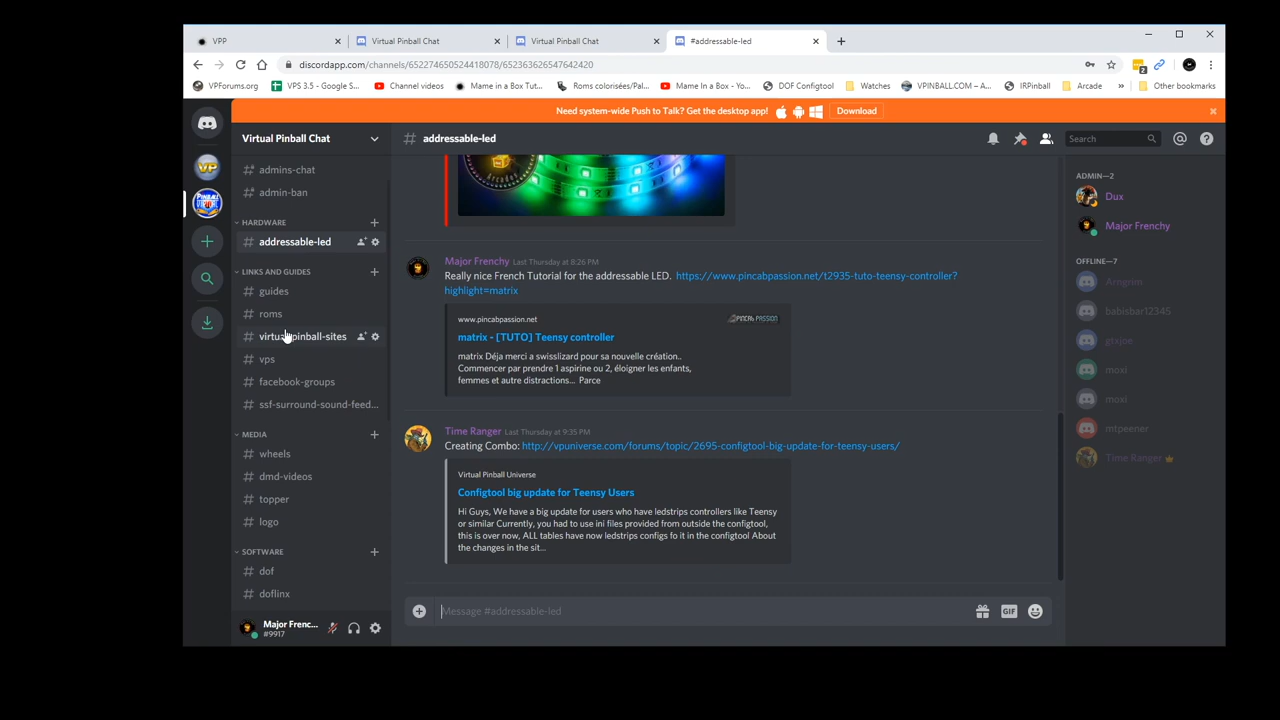 VPP
Virtual Pinball Chat
Virtual Pinball Chat
#addressable-led
discordapp.com/channels/652274650524418078/652363626547642420
2
VPForums.org
VPS 3.5 - Google S...
Channel videos
Mame in a Box Tut...
Roms colorisées/Pal...
Mame In a Box - Yo...
DOF Configtool
Watches
VPINBALL.COM – A...
IRPinball
Arcade
»
Other bookmarks
Need system-wide Push to Talk? Get the desktop app!
Download
Virtual Pinball Chat
# addressable-led
Search
# admins-chat
# admin-ban
HARDWARE
# addressable-led
LINKS AND GUIDES
# guides
# roms
# virtual-pinball-sites
# vps
# facebook-groups
# ssf-surround-sound-feed...
MEDIA
# wheels
# dmd-videos
# topper
# logo
SOFTWARE
# dof
# doflinx
Major Frenc...
#9917
Major Frenchy Last Thursday at 8:26 PM
Really nice French Tutorial for the addressable LED. https://www.pincabpassion.net/t2935-tuto-teensy-controller?
highlight=matrix
www.pincabpassion.net
PINCAB PASSION
matrix - [TUTO] Teensy controller
matrix Déja merci a swisslizard pour sa nouvelle création..
Commencer par prendre 1 aspirine ou 2, éloigner les enfants,
femmes et autre distractions... Parce
Time Ranger Last Thursday at 9:35 PM
Creating Combo: http://vpuniverse.com/forums/topic/2695-configtool-big-update-for-teensy-users/
Virtual Pinball Universe
Configtool big update for Teensy Users
Hi Guys, We have a big update for users who have ledstrips controllers like Teensy
or similar Currently, you had to use ini files provided from outside the configtool,
this is over now, ALL tables have now ledstrips configs fo it in the configtool About
the changes in the sit...
Message #addressable-led
GIF
ADMIN—2
Dux
Major Frenchy
OFFLINE—7
Arngrim
babisbar12345
gtxjoe
moxi
moxi
mtpeener
Time Ranger